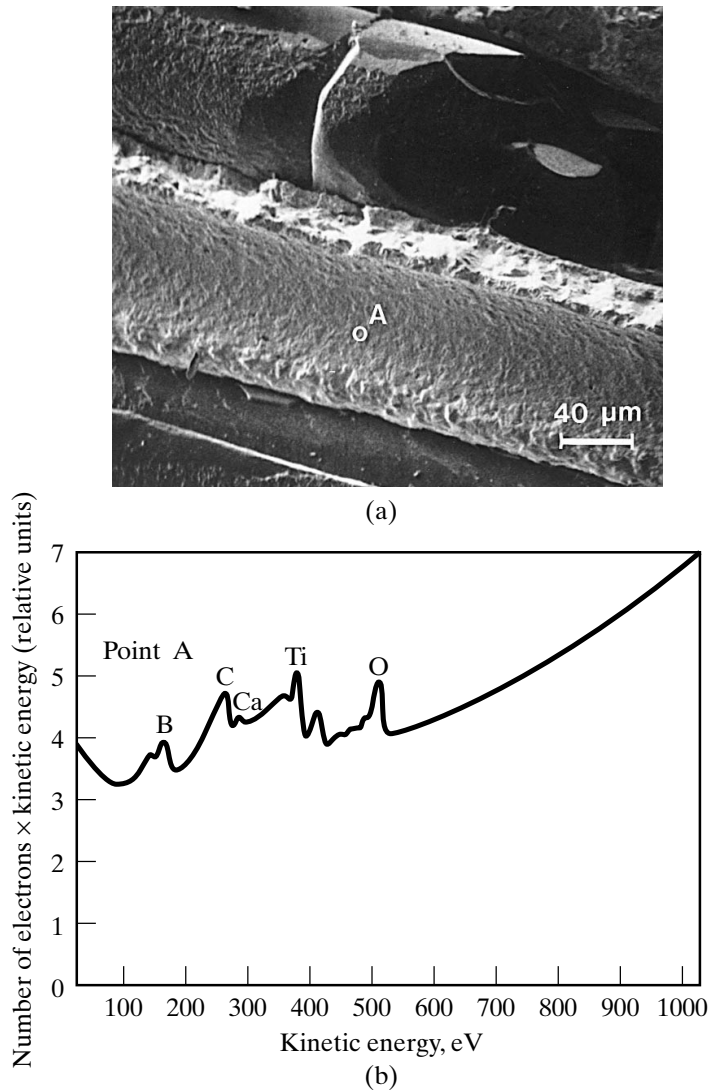 A
40 μm
(a)
Number of electrons × kinetic energy (relative units)
7
6
5
4
3
2
1
0
Point A
B
C
Ca
Ti
O
100 200 300 400 500 600 700 800 900 1000
Kinetic energy, eV
(b)